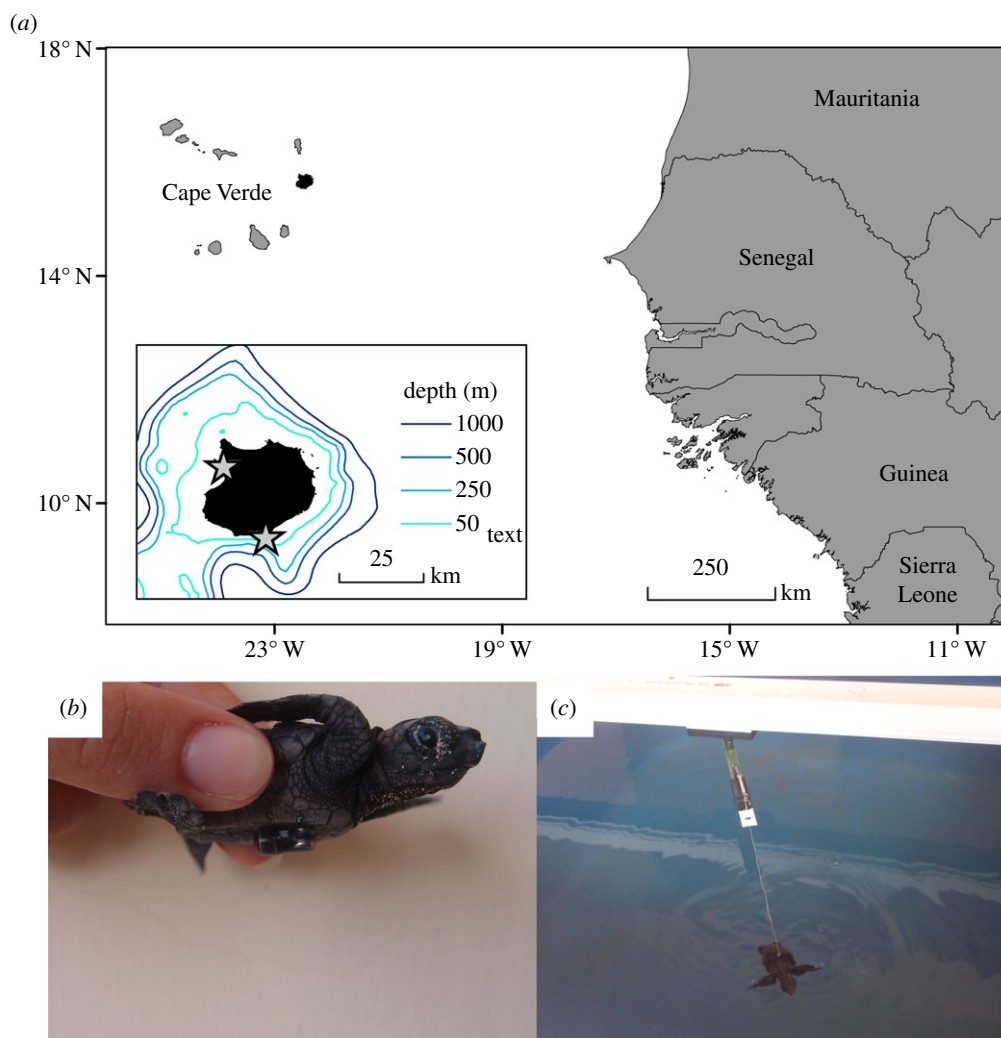 (a)
18° N
14° N
10° N
Mauritania
Cape Verde
Senegal
Guinea
Sierra
Leone
depth (m)
1000
500
250
50 text
25
km
250
km
23° W
19° W
15° W
11° W
(b)
(c)